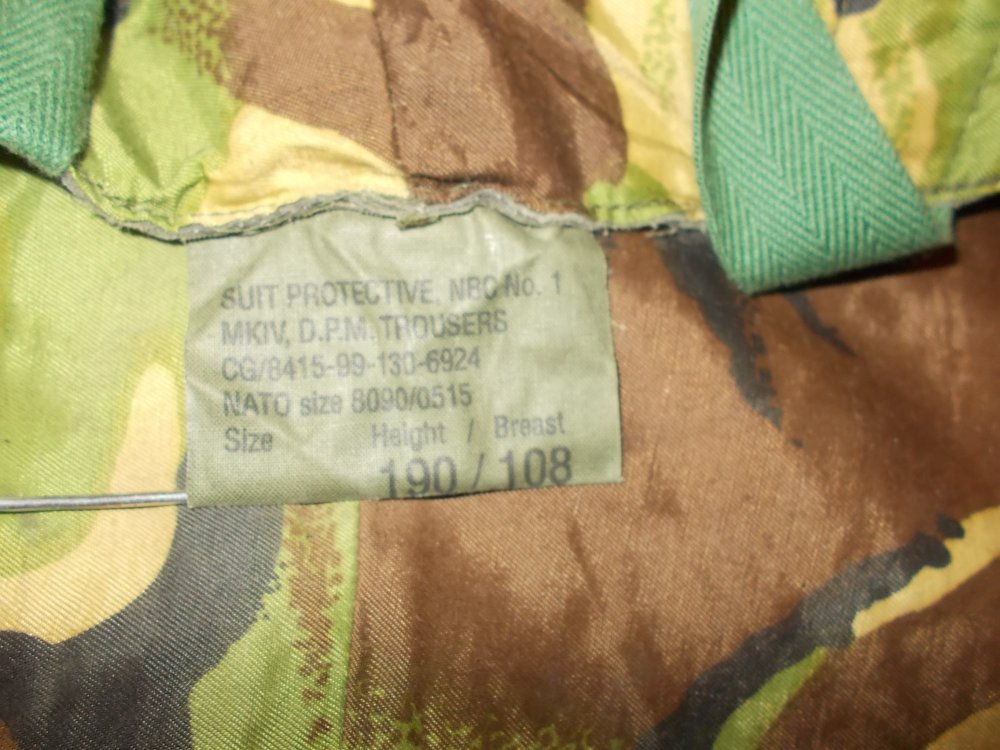 SUIT PROTECTIVE, NBC No. 1
MKIV, D.P.M. TROUSERS
CG/8415-99-130-6924
NATO size 8090/0515
Size Height / Breast
190 / 108